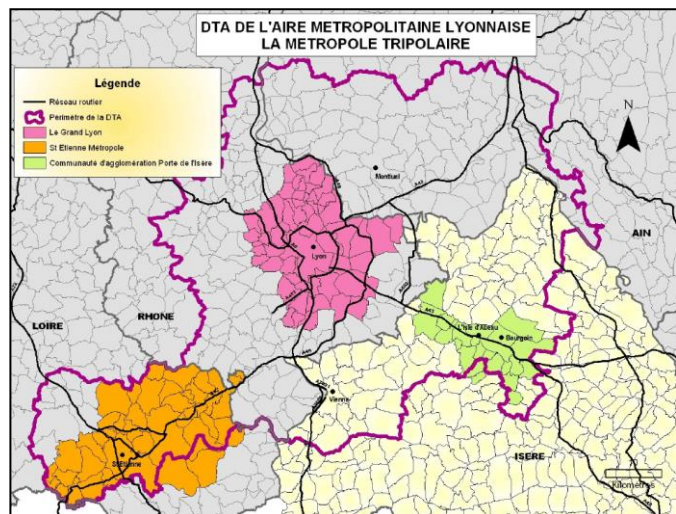 DTA DE L'AIRE METROPOLITAINE LYONNAISE
LA METROPOLE TRIPOLAIRE
Légende
Réseau routier
Périmètre de la DTA
Le Grand Lyon
St Etienne Métropole
Communauté d'agglomération Porte de l'Isère
N
Montluel
AIN
Lyon
RHONE
LOIRE
L'Isle d'Abeau
Bourgoin
Vienne
St Etienne
ISERE
Kilomètres